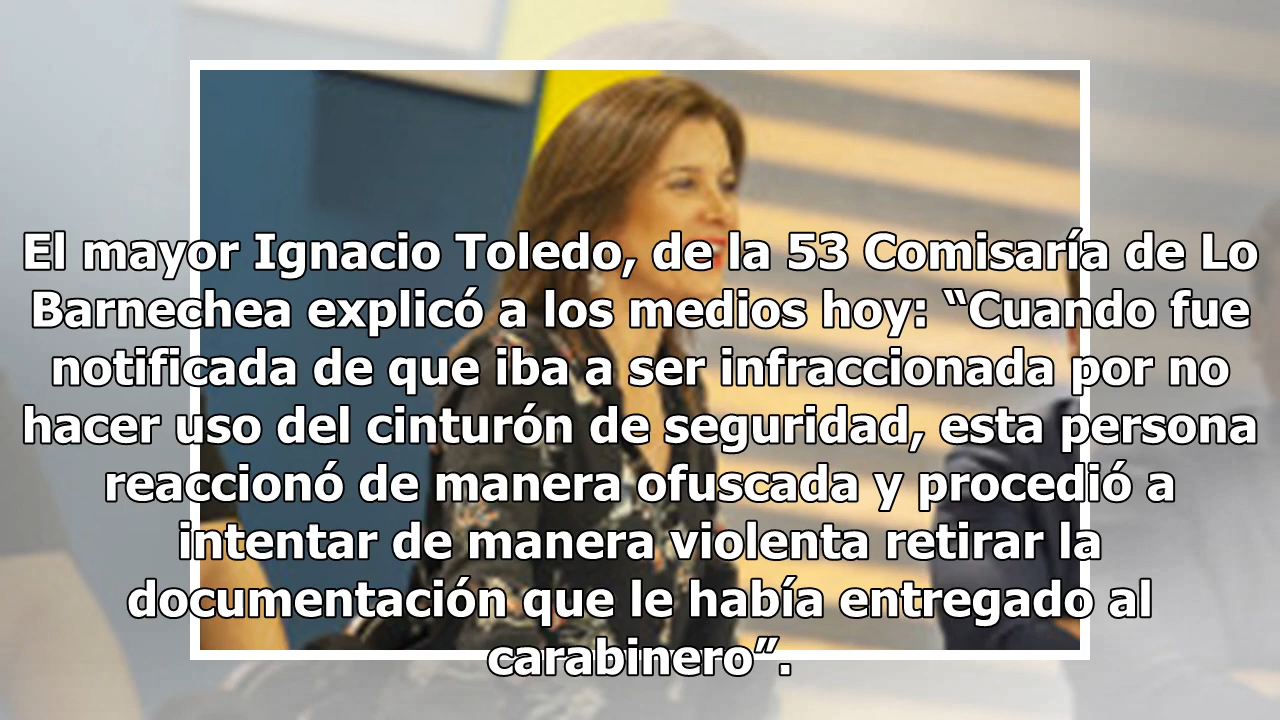 El mayor Ignacio Toledo, de la 53 Comisaría de Lo
Barnechea explicó a los medios hoy: “Cuando fue
notificada de que iba a ser infraccionada por no
hacer uso del cinturón de seguridad, esta persona
reaccionó de manera ofuscada y procedió a
intentar de manera violenta retirar la
documentación que le había entregado al
carabinero”.